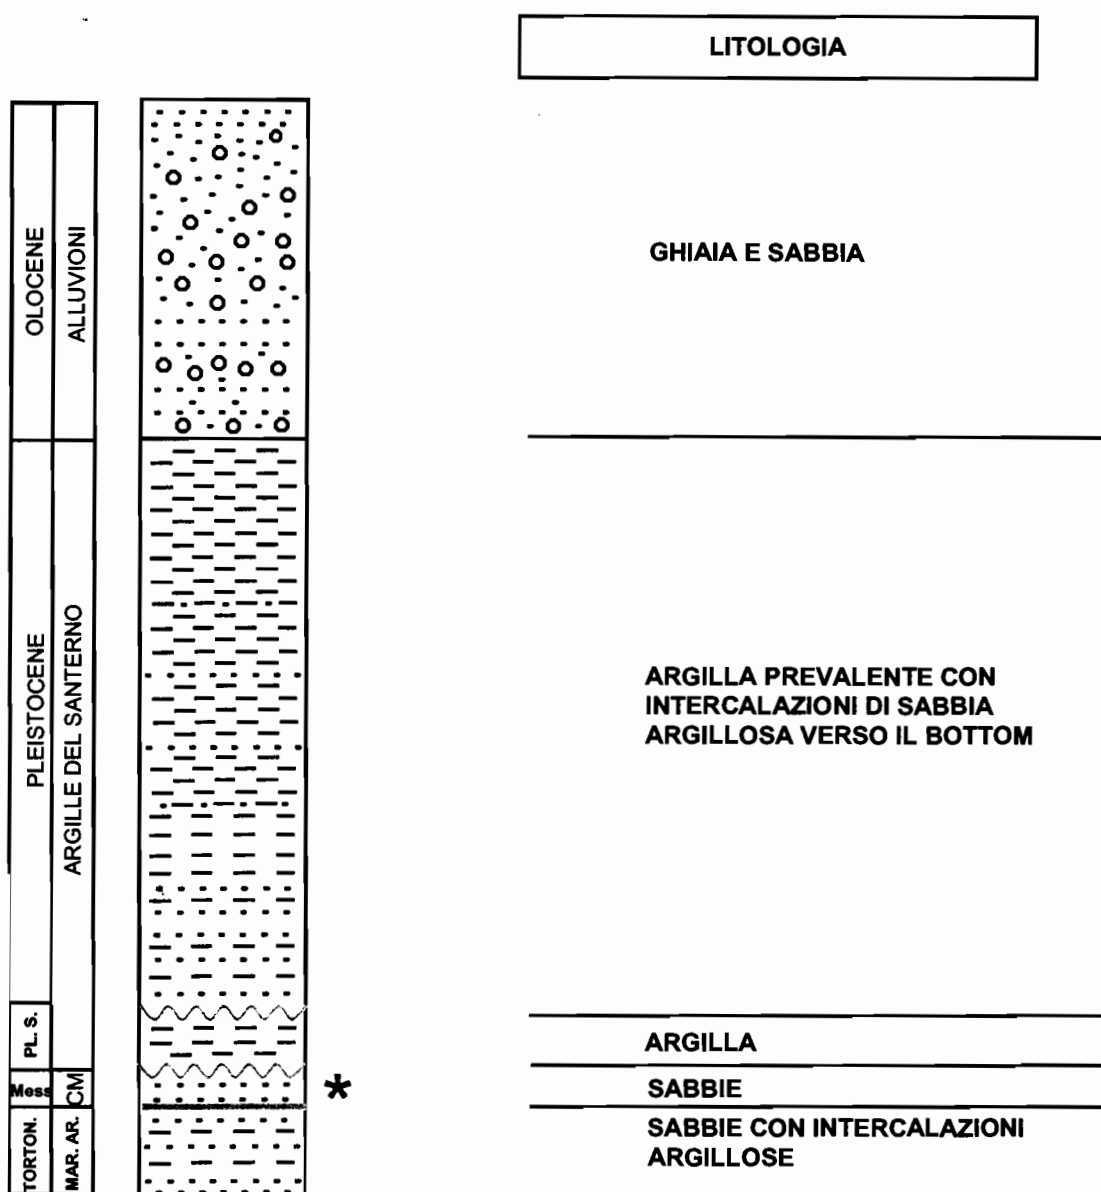 LITOLOGIA
OLOCENE
ALLUVIONI
GHIAIA E SABBIA
PLEISTOCENE
ARGILLE DEL SANTERNO
ARGILLA PREVALENTE CON
INTERCALAZIONI DI SABBIA
ARGILLOSA VERSO IL BOTTOM
PL. S.
ARGILLA
Mess
CM
*
SABBIE
TORTON.
MAR. AR.
SABBIE CON INTERCALAZIONI
ARGILLOSE